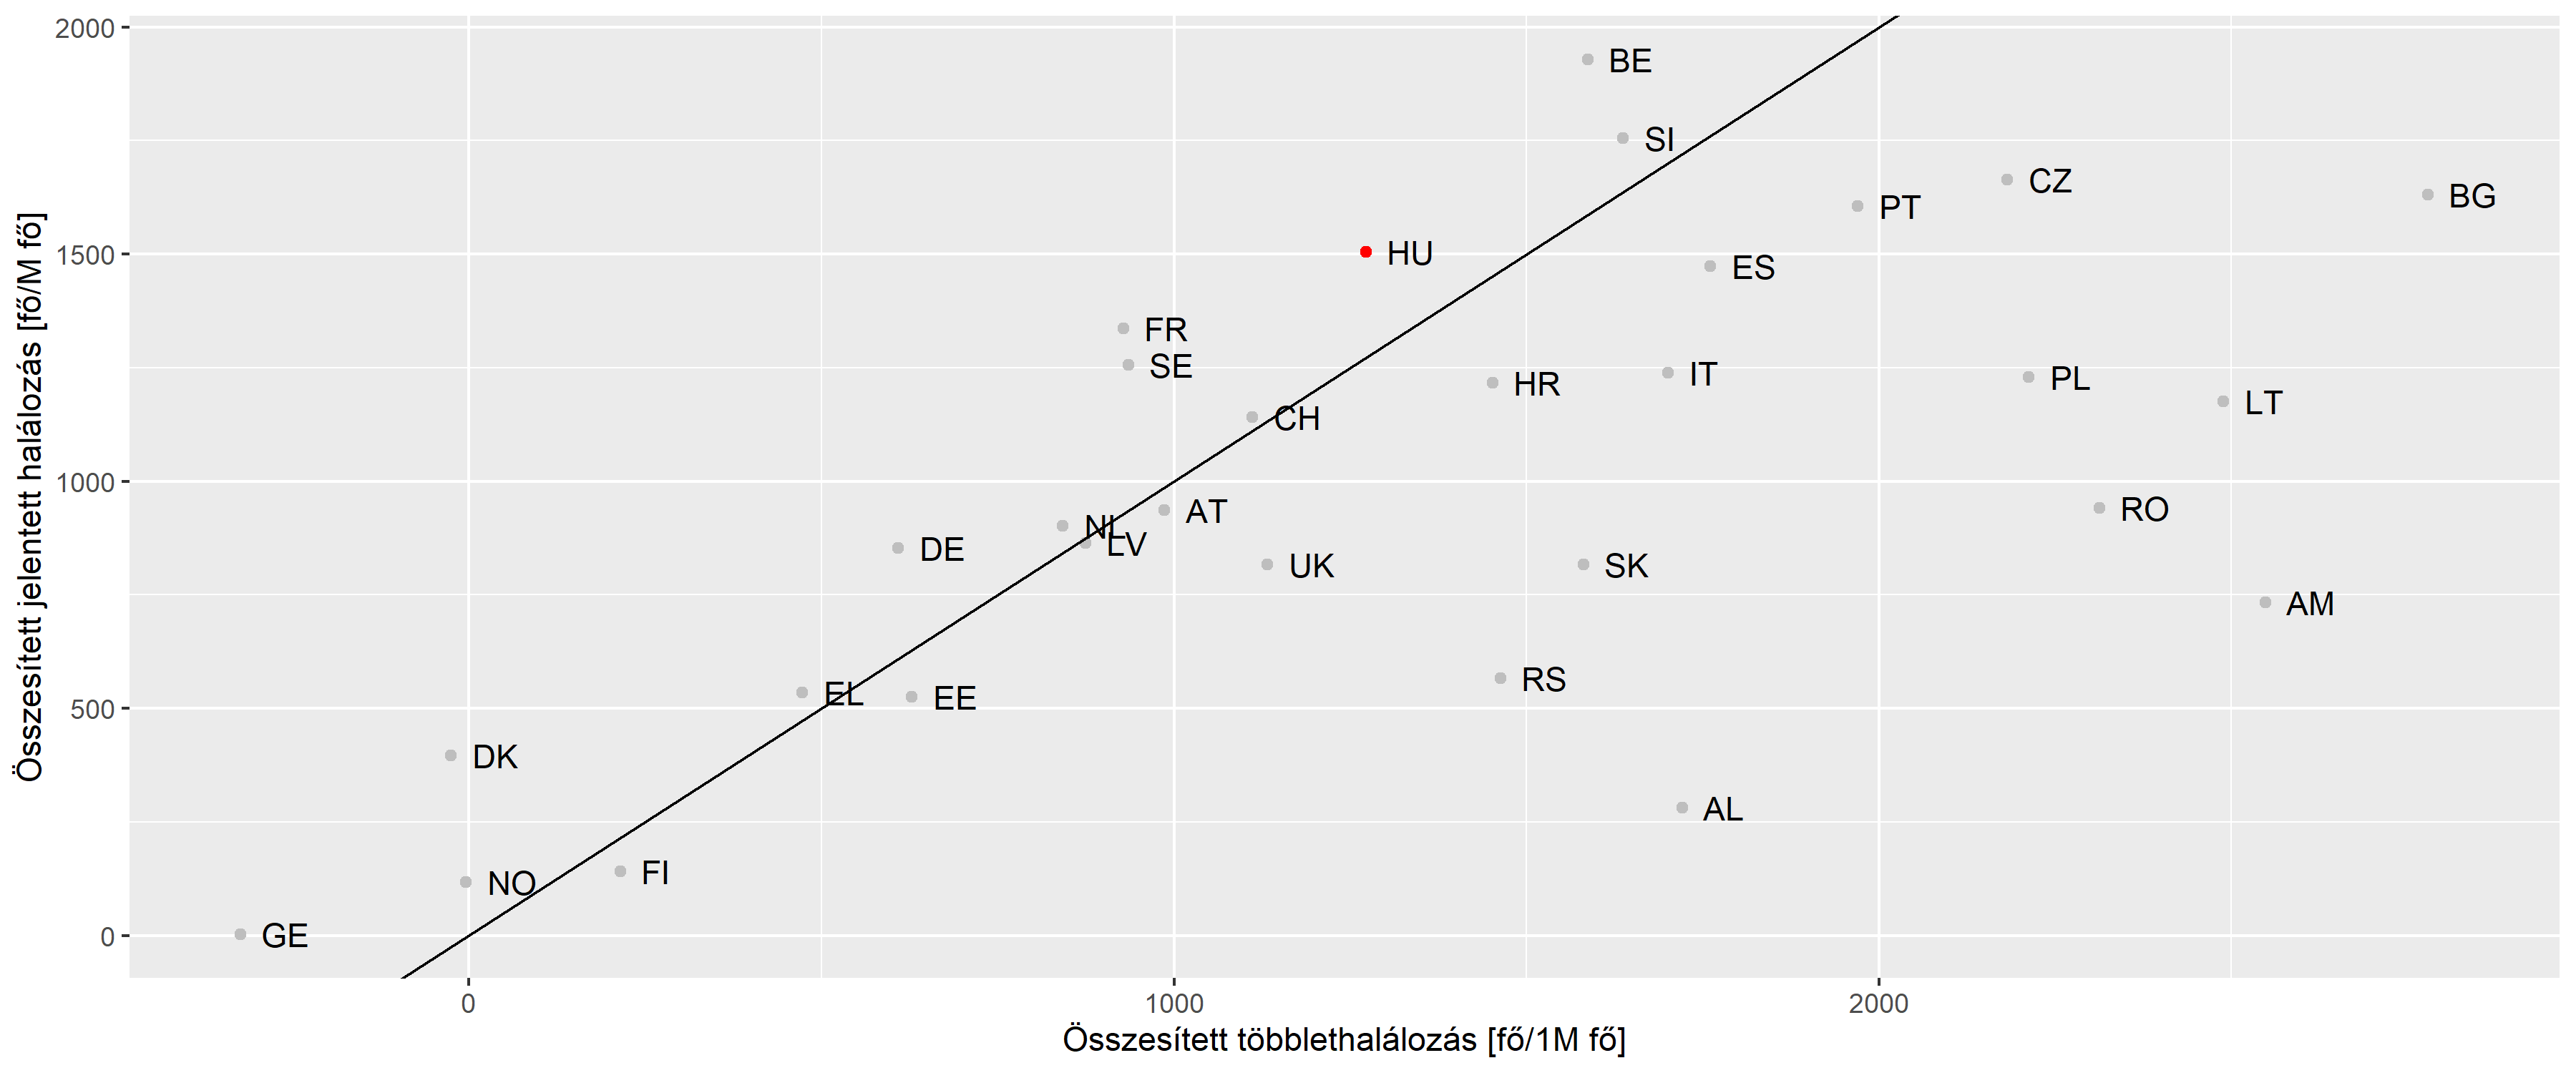 Összesített jelentett halálozás [fő/M fő]
2000
1500
1000
500
0
BE
SI
CZ
BG
PT
HU
ES
FR
SE
IT
HR
PL
LT
CH
AT
RO
NL
LV
DE
UK
SK
AM
RS
EL
EE
DK
AL
FI
NO
GE
0
1000
2000
Összesített többlethalálozás [fő/1M fő]